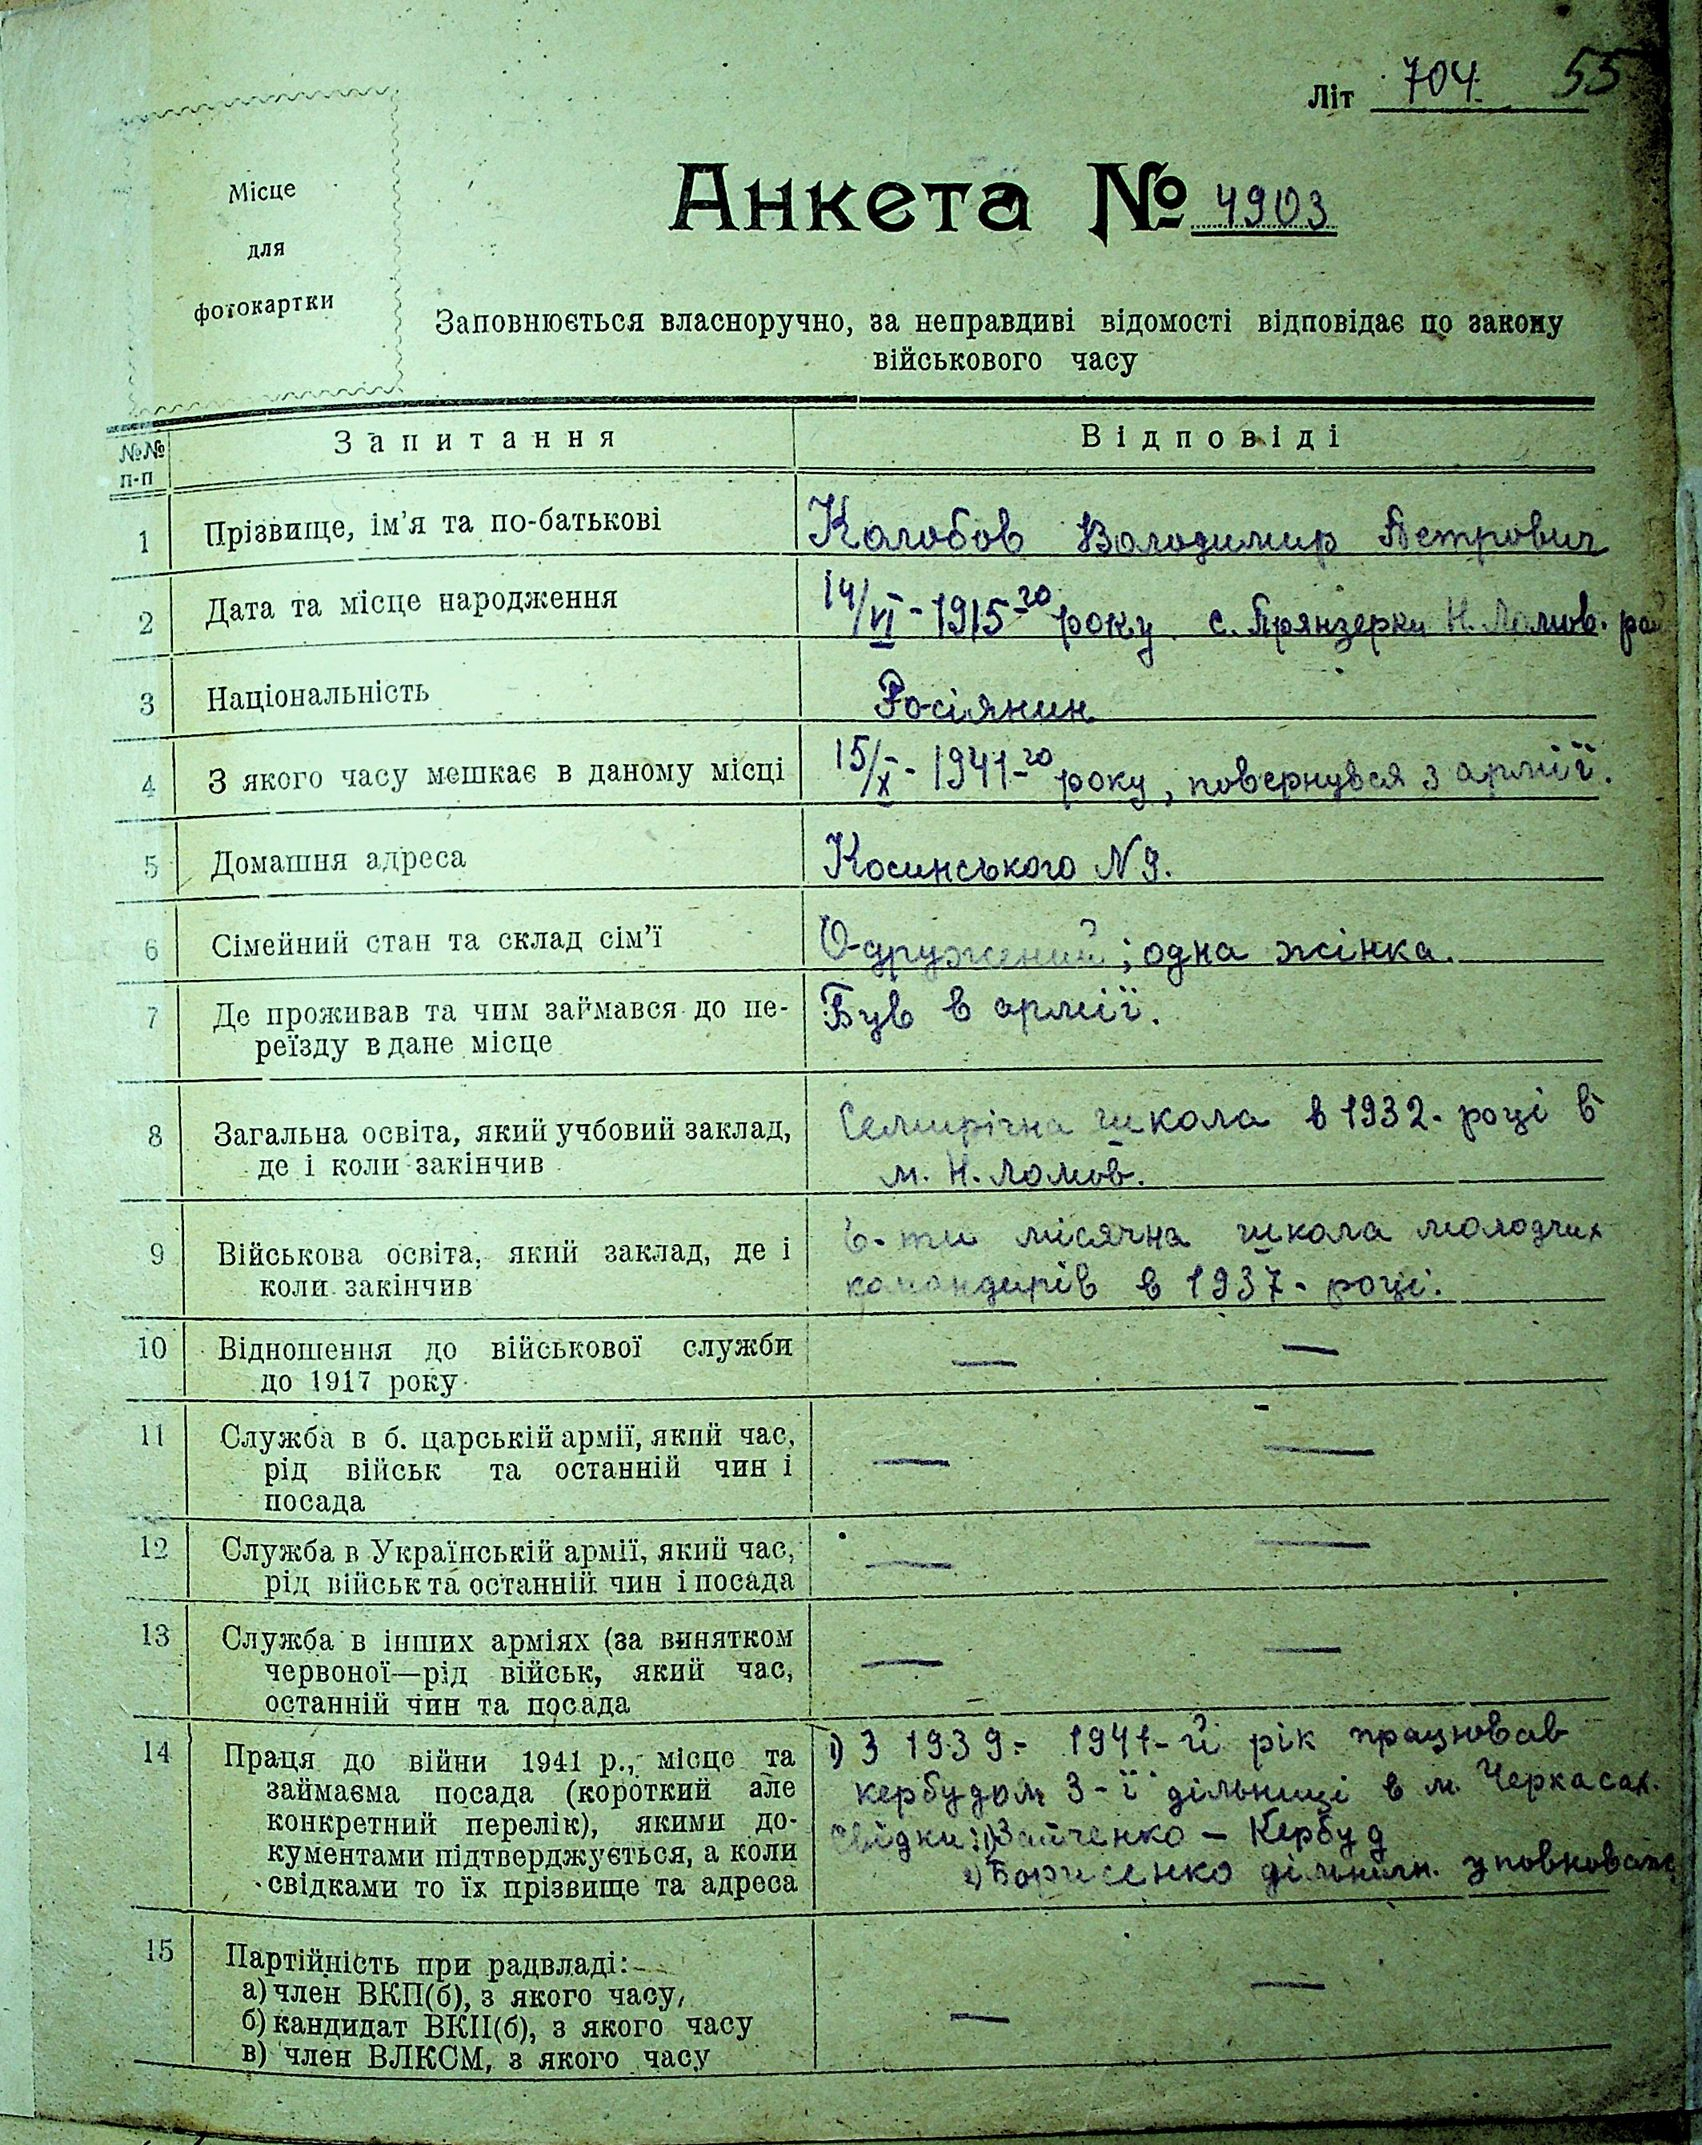 Літ 704 55
Місце
для
фотокартки
Анкета № 4903
Заповнюється власноручно, за неправдиві відомості відповідає по закону
військового часу
№№ п-п Запитання Відповіді
1 Прізвище, ім'я та по-батькові Колобов Володимир Петрович
2 Дата та місце народження 14/VI - 1915-го року с. Прянзерки Н. Ломов. рай
3 Національність Росіянин
4 З якого часу мешкає в даному місці 15/X - 1941-го року, повернувся з армії.
5 Домашня адреса Косинського N 9.
6 Сімейний стан та склад сім'ї Одружений; одна жінка.
7 Де проживав та чим займався до пе- Був в армії.
реїзду в дане місце
8 Загальна освіта, який учбовий заклад, Семирічна школа в 1932-році в
де і коли закінчив м. Н. Ломов.
9 Військова освіта, який заклад, де і 6-ти місячна школа молодших
коли закінчив командирів в 1937-році.
10 Відношення до військової служби — —
до 1917 року
11 Служба в б. царській армії, який час, — —
рід військ та останній чин і
посада
12 Служба в Українській армії, який час, — —
рід військ та останній чин і посада
13 Служба в інших арміях (за винятком — —
червоної—рід військ, який час,
останній чин та посада
14 Праця до війни 1941 р., місце та 1) З 1939 - 1941-й рік працював
займаєма посада (короткий але кербудом 3-ї дільниці в м. Черкасах.
конкретний перелік), якими до- Свідки: 1) Зайченко — Кербуд
кументами підтверджується, а коли 2) Борисенко дільничн. уповноваж
свідками то їх прізвище та адреса
15 Партійність при радвладі: — —
а) член ВКП(б), з якого часу,
б) кандидат ВКП(б), з якого часу
в) член ВЛКСМ, з якого часу